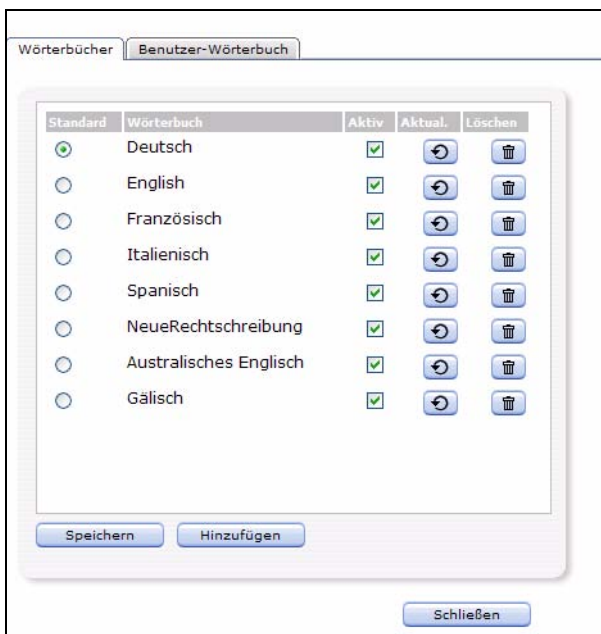 Wörterbücher Benutzer-Wörterbuch
Standard Wörterbuch Aktiv Aktual. Löschen
Deutsch
English
Französisch
Italienisch
Spanisch
NeueRechtschreibung
Australisches Englisch
Gälisch
Speichern Hinzufügen
Schließen